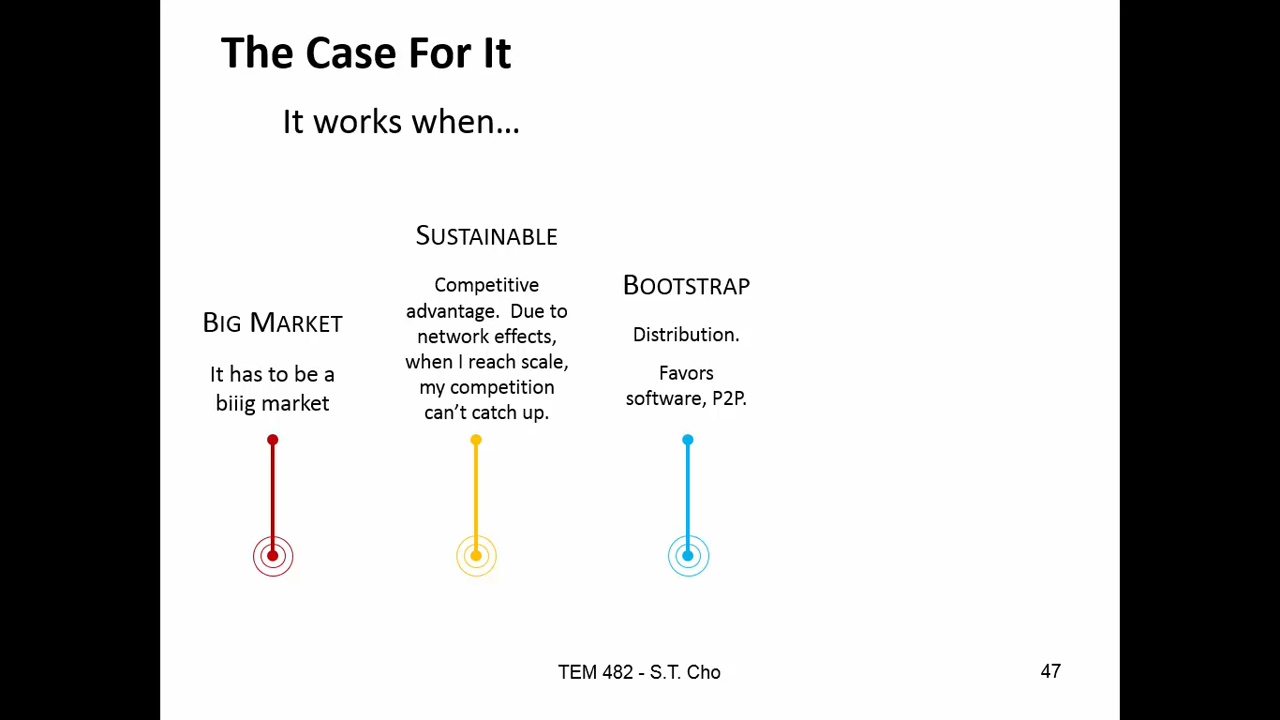 The Case For It
It works when...
BIG MARKET
It has to be a
biiig market
SUSTAINABLE
Competitive
advantage.  Due to
network effects,
when I reach scale,
my competition
can't catch up.
BOOTSTRAP
Distribution.
Favors
software, P2P.
TEM 482 - S.T. Cho
47